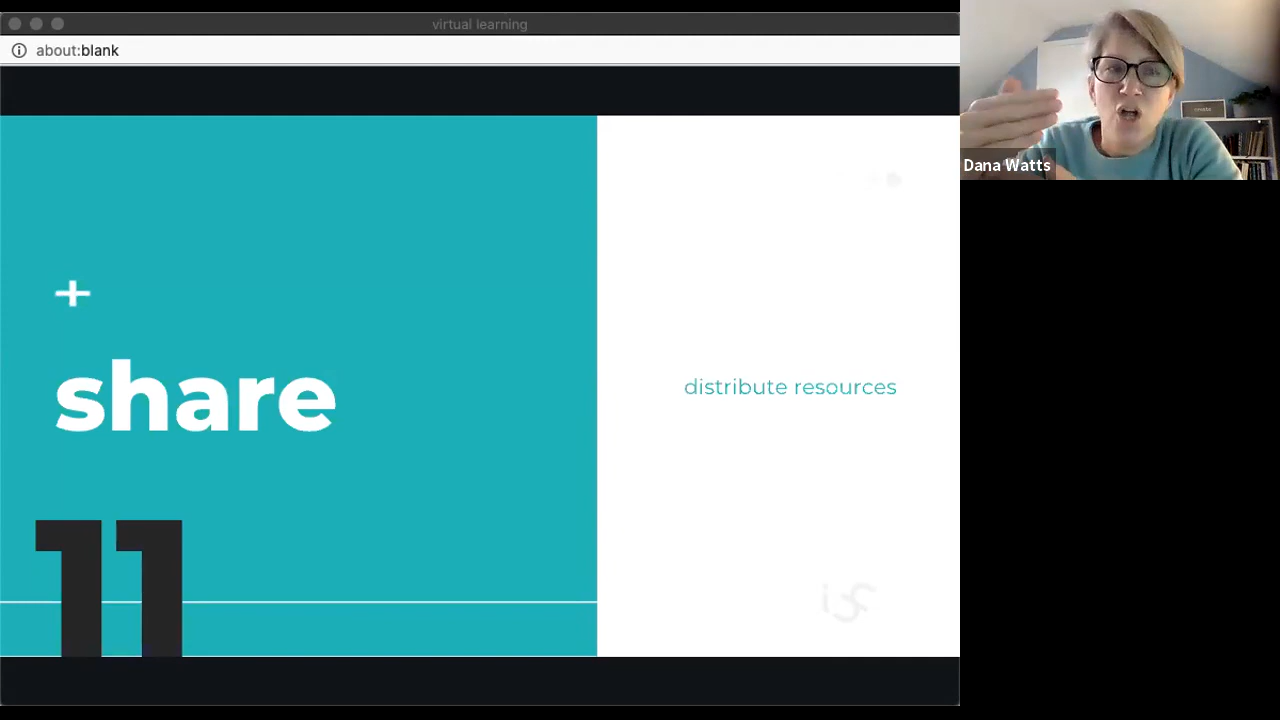 virtual learning
about:blank
Dana Watts
+
share
distribute resources
11